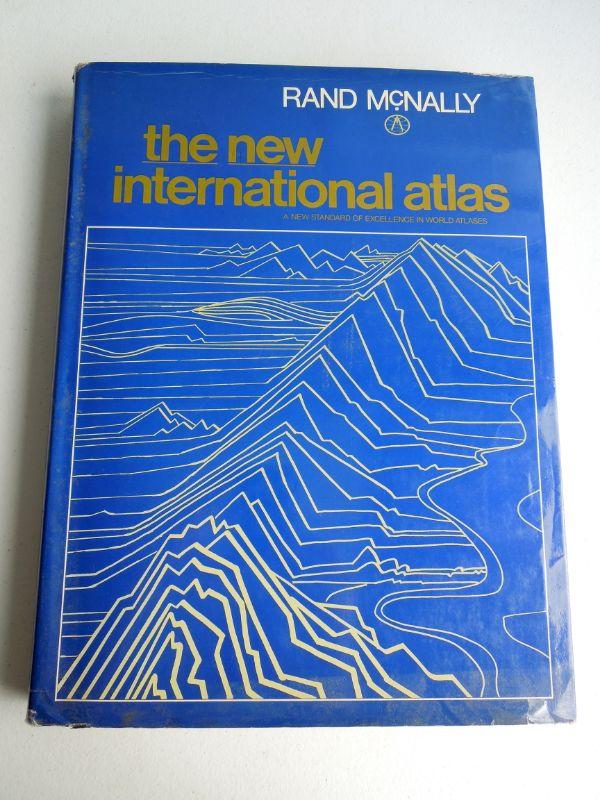 RAND McNALLY
the new
international atlas
A NEW STANDARD OF EXCELLENCE IN WORLD ATLASES